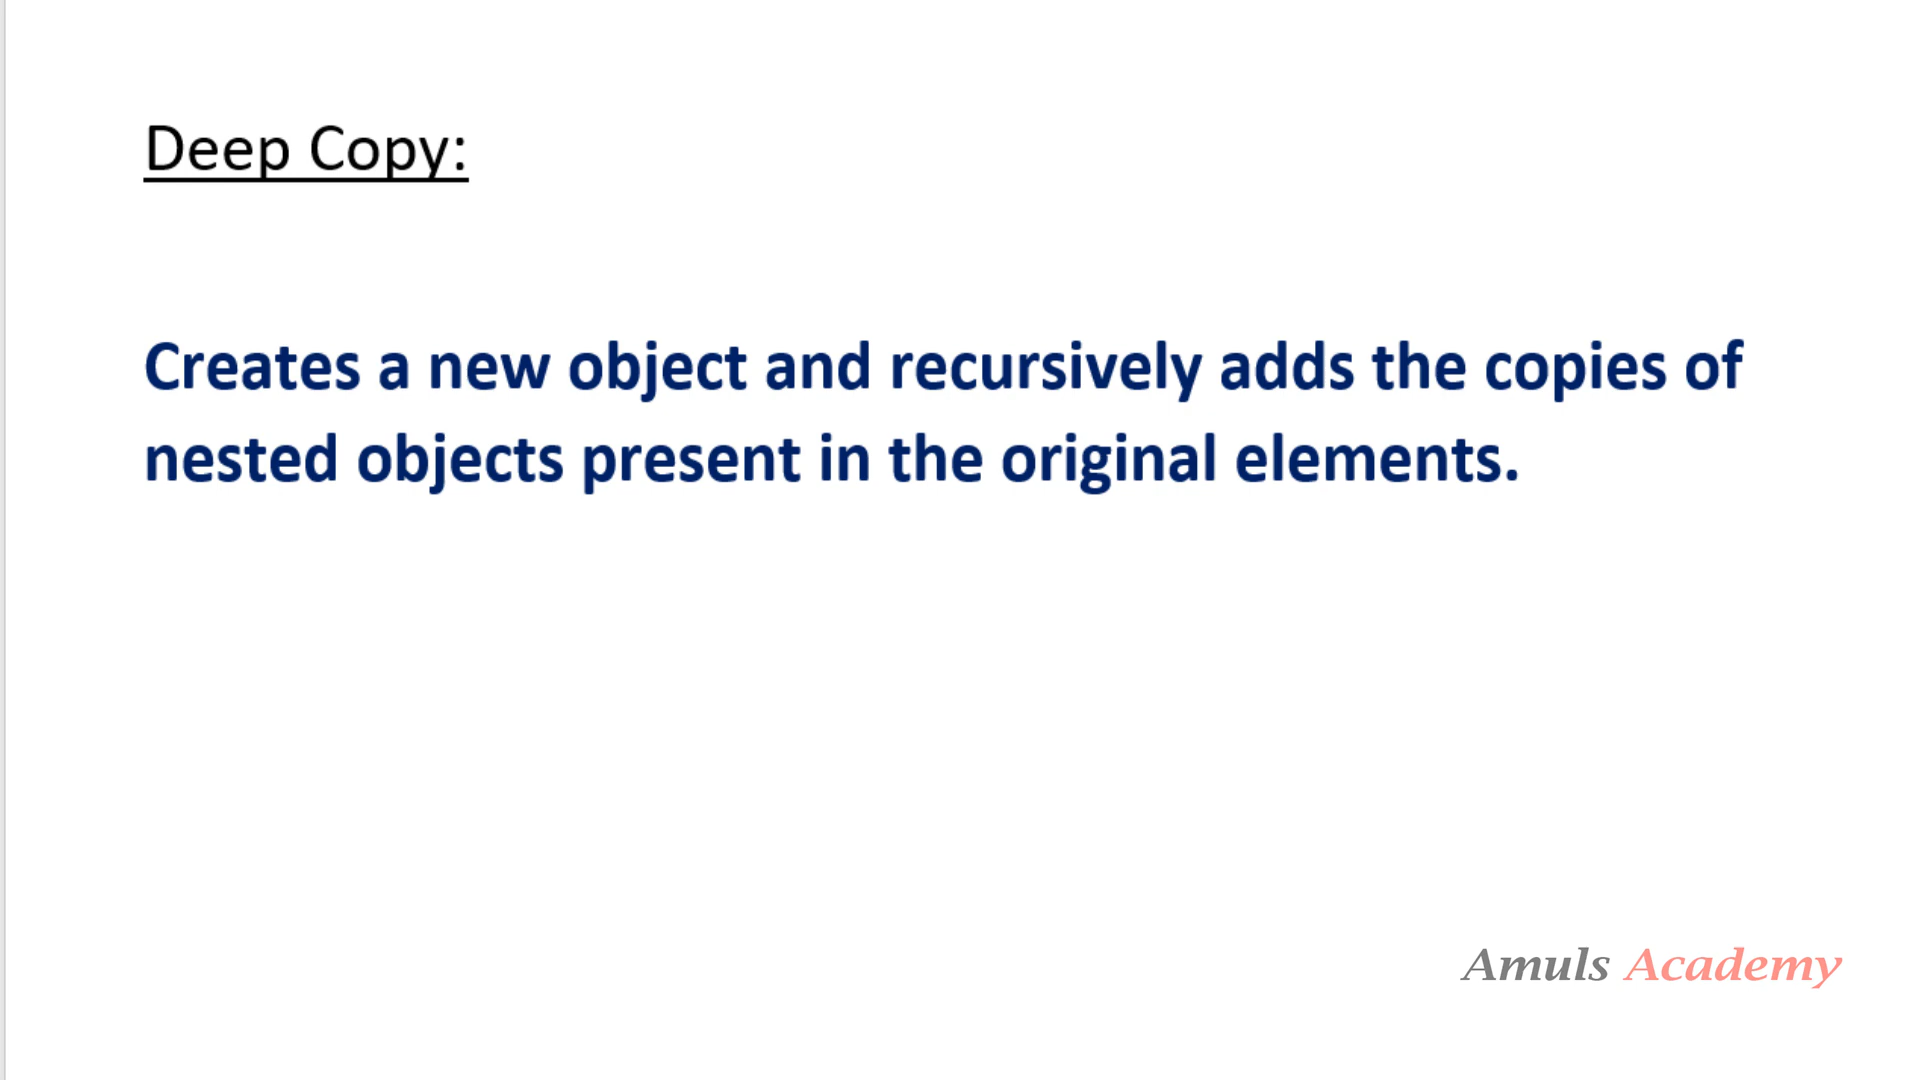 Deep Copy:
Creates a new object and recursively adds the copies of
nested objects present in the original elements.
Amuls Academy